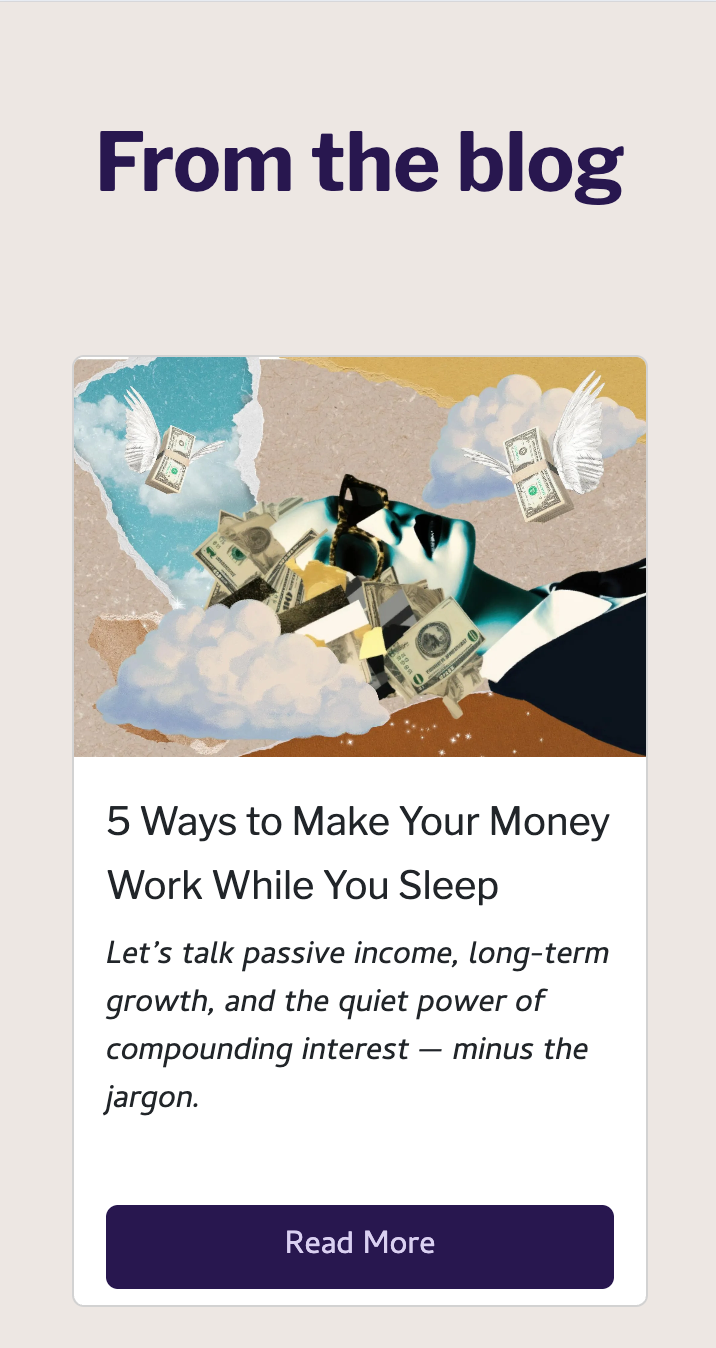 From the blog
5 Ways to Make Your Money
Work While You Sleep
Let’s talk passive income, long-term
growth, and the quiet power of
compounding interest — minus the
jargon.
Read More